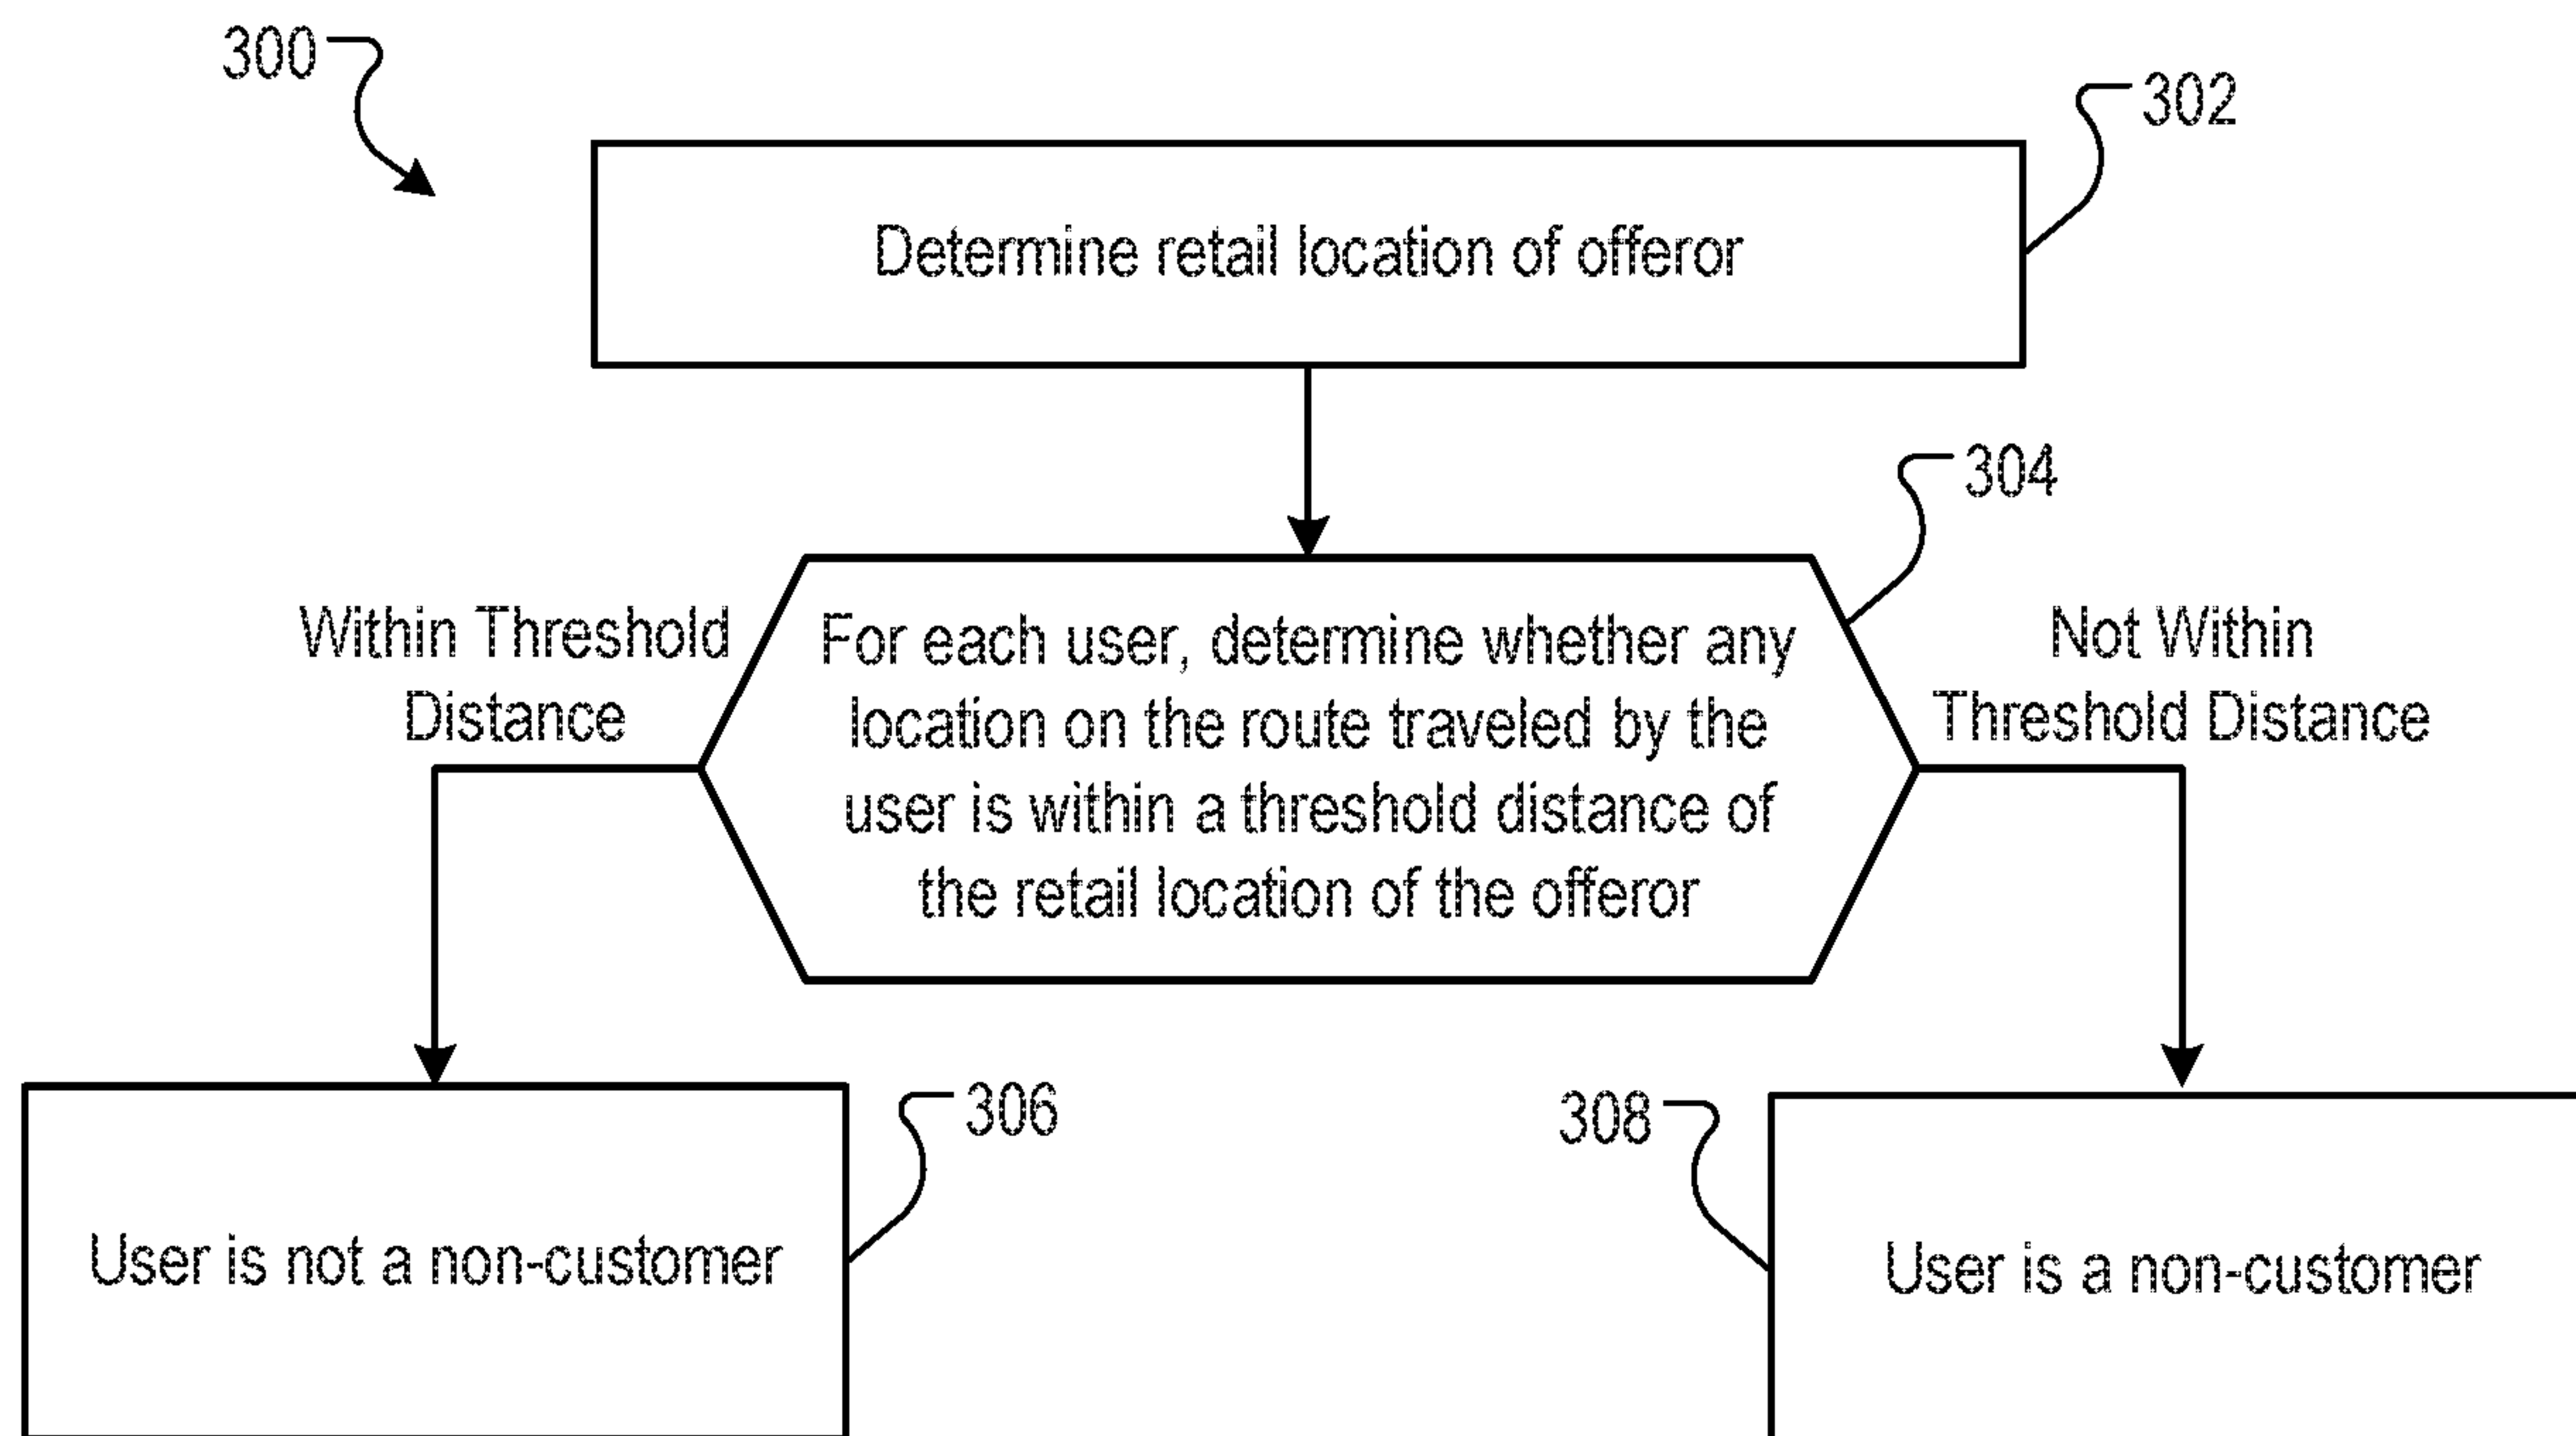 300
302
Determine retail location of offeror
304
Within Threshold
Distance
For each user, determine whether any
location on the route traveled by the
user is within a threshold distance of
the retail location of the offeror
Not Within
Threshold Distance
306
308
User is not a non-customer
User is a non-customer